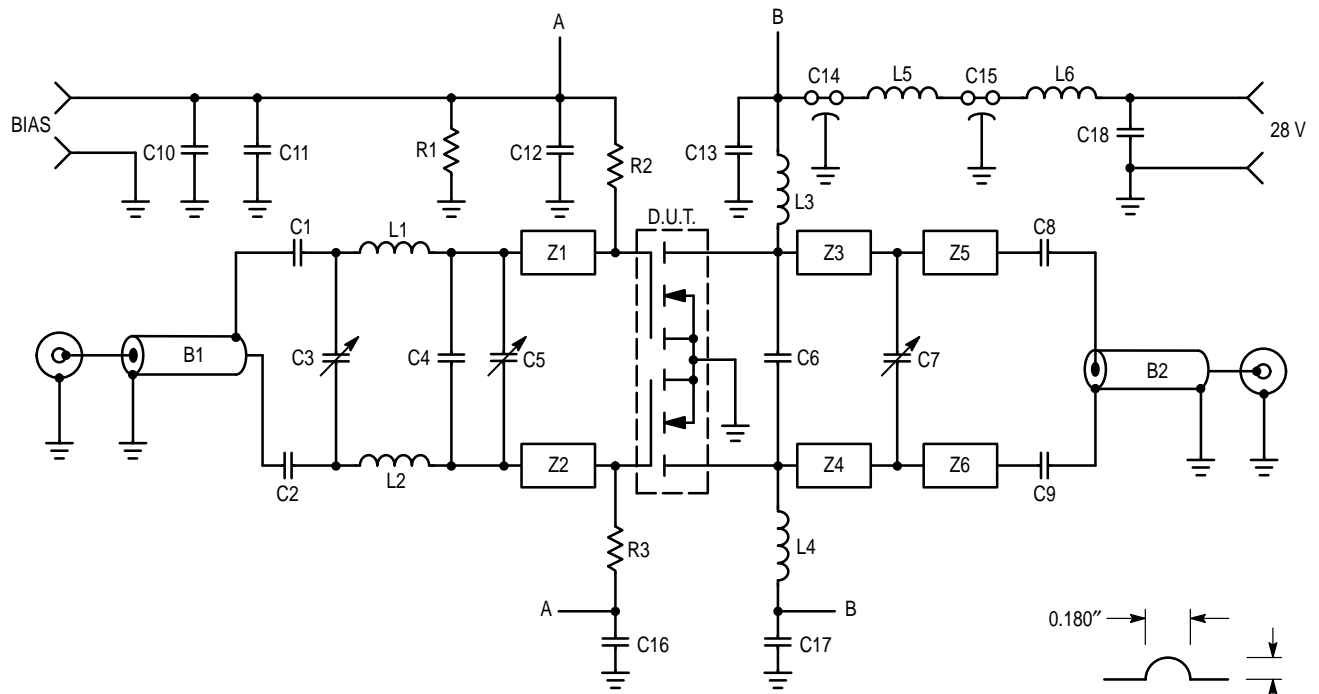 A
B
C14
L5
C15
L6
BIAS
C10
C11
R1
C12
R2
C13
C18
28 V
L3
D.U.T.
C1
L1
Z1
Z3
Z5
C8
B1
C3
C4
C5
C6
C7
B2
C2
L2
Z2
Z4
Z6
C9
R3
L4
A
B
C16
C17
0.180″